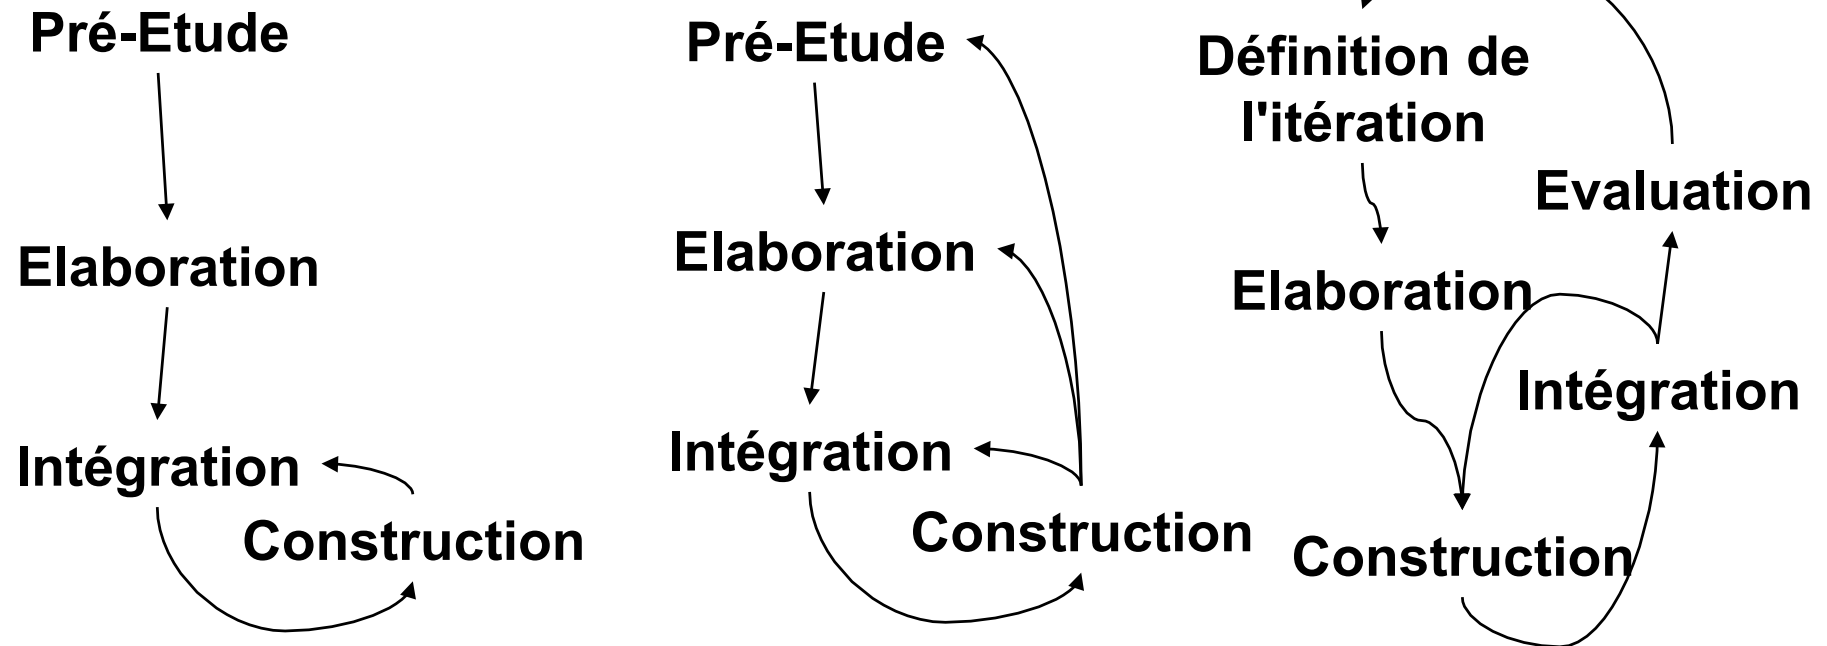 Pré-Etude
Elaboration
Intégration
Construction
Pré-Etude
Elaboration
Intégration
Construction
Définition de
l'itération
Evaluation
Elaboration
Intégration
Construction